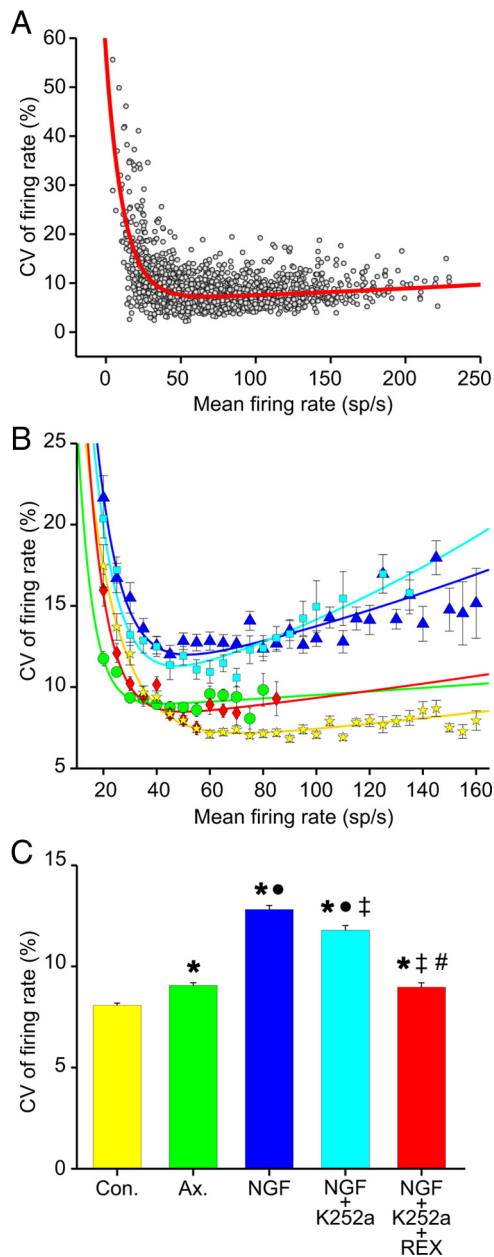 A
60
50
40
30
20
10
0
CV of firing rate (%)
0 50 100 150 200 250
Mean firing rate (sp/s)
B
25
20
15
10
5
CV of firing rate (%)
20 40 60 80 100 120 140 160
Mean firing rate (sp/s)
C
15
10
5
0
CV of firing rate (%)
*
*●
*●‡
*‡#
Con. Ax. NGF NGF + K252a NGF + K252a + REX